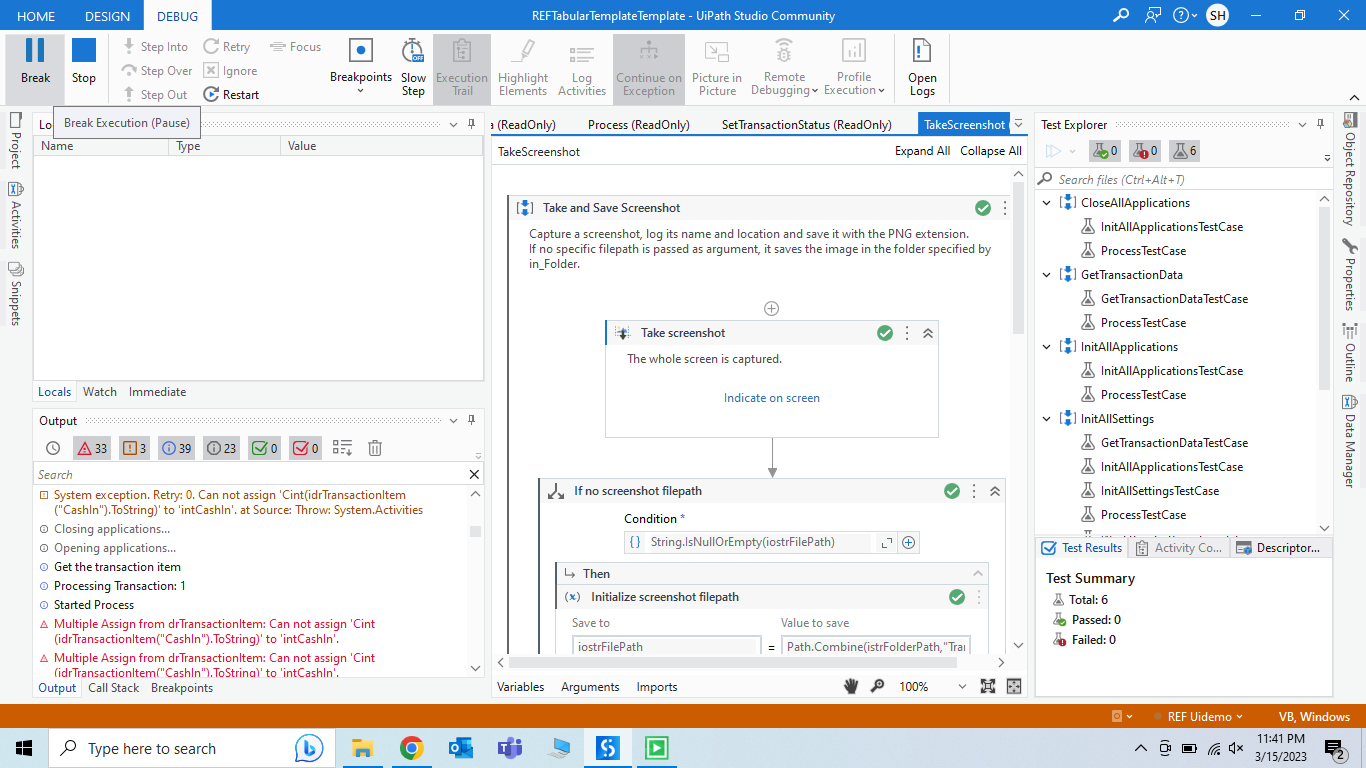 HOME DESIGN DEBUG REFTabularTemplateTemplate - UiPath Studio Community SH
Break Stop
Step Into
Step Over
Step Out
Retry
Ignore
Restart
Focus
Breakpoints
Slow
Step
OFF
Execution
Trail
Highlight
Elements
Log
Activities
Continue on
Exception
Picture in
Picture
Remote
Debugging
Profile
Execution
Open
Logs
Break Execution (Pause)
Project
Activities
Snippets
Name Type Value
Locals Watch Immediate
Output
33 3 39 23 0 0
Search
System exception. Retry: 0. Can not assign 'Cint(idrTransactionItem
("CashIn").ToString)' to 'intCashIn'. at Source: Throw: System.Activities
Closing applications...
Opening applications...
Get the transaction item
Processing Transaction: 1
Started Process
Multiple Assign from drTransactionItem: Can not assign 'Cint
(idrTransactionItem("CashIn").ToString)' to 'intCashIn'.
Multiple Assign from drTransactionItem: Can not assign 'Cint
(idrTransactionItem("CashIn").ToString)' to 'intCashIn'.
Output Call Stack Breakpoints
(ReadOnly) Process (ReadOnly) SetTransactionStatus (ReadOnly) TakeScreenshot
TakeScreenshot Expand All Collapse All
Take and Save Screenshot
Capture a screenshot, log its name and location and save it with the PNG extension.
If no specific filepath is passed as argument, it saves the image in the folder specified by
in_Folder.
Take screenshot
The whole screen is captured.
Indicate on screen
If no screenshot filepath
Condition *
String.IsNullOrEmpty(iostrFilePath)
Then
Initialize screenshot filepath
Save to Value to save
iostrFilePath = Path.Combine(istrFolderPath,"Tra
Variables Arguments Imports 100%
Test Explorer
0 0 6
Search files (Ctrl+Alt+T)
CloseAllApplications
InitAllApplicationsTestCase
ProcessTestCase
GetTransactionData
GetTransactionDataTestCase
ProcessTestCase
InitAllApplications
InitAllApplicationsTestCase
ProcessTestCase
InitAllSettings
GetTransactionDataTestCase
InitAllApplicationsTestCase
InitAllSettingsTestCase
ProcessTestCase
Test Results Activity Co... Descriptor...
Test Summary
Total: 6
Passed: 0
Failed: 0
Object Repository
Properties
Outline
Data Manager
REF Uidemo VB, Windows
Type here to search
11:41 PM
3/15/2023
2